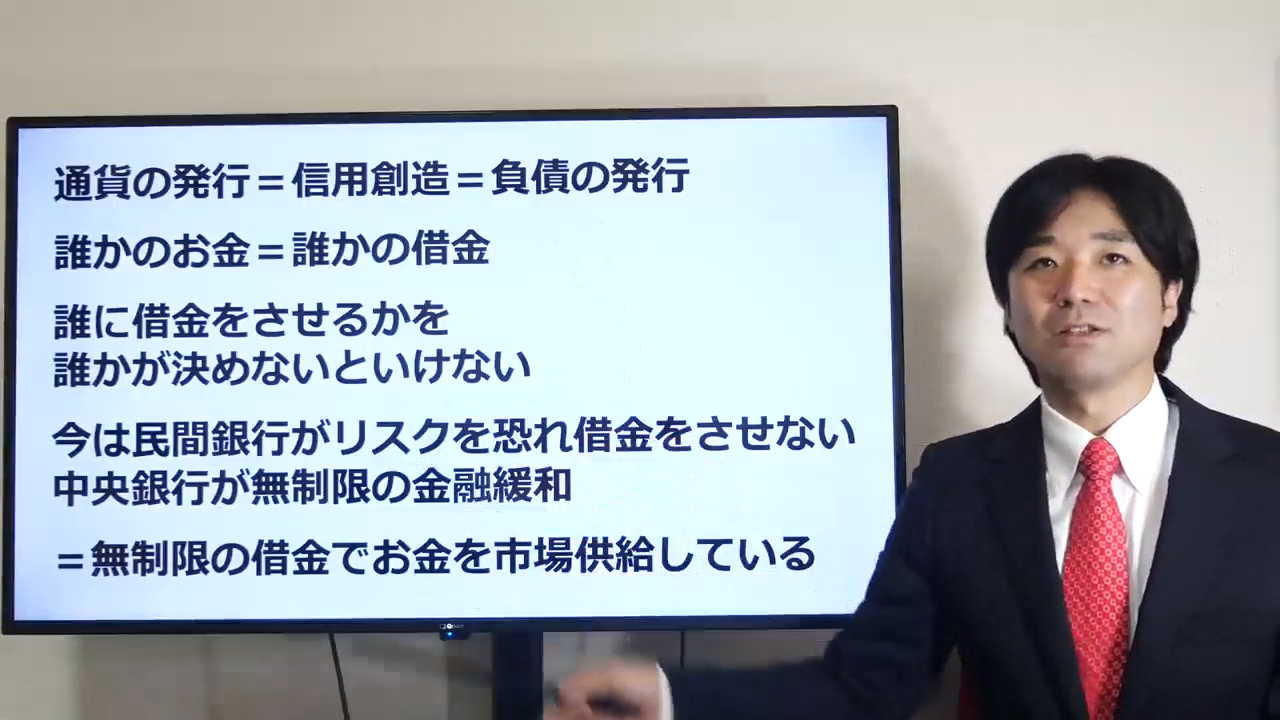 通貨の発行＝信用創造＝負債の発行
誰かのお金＝誰かの借金
誰に借金をさせるかを
誰かが決めないといけない
今は民間銀行がリスクを恐れ借金をさせない
中央銀行が無制限の金融緩和
＝無制限の借金でお金を市場供給している